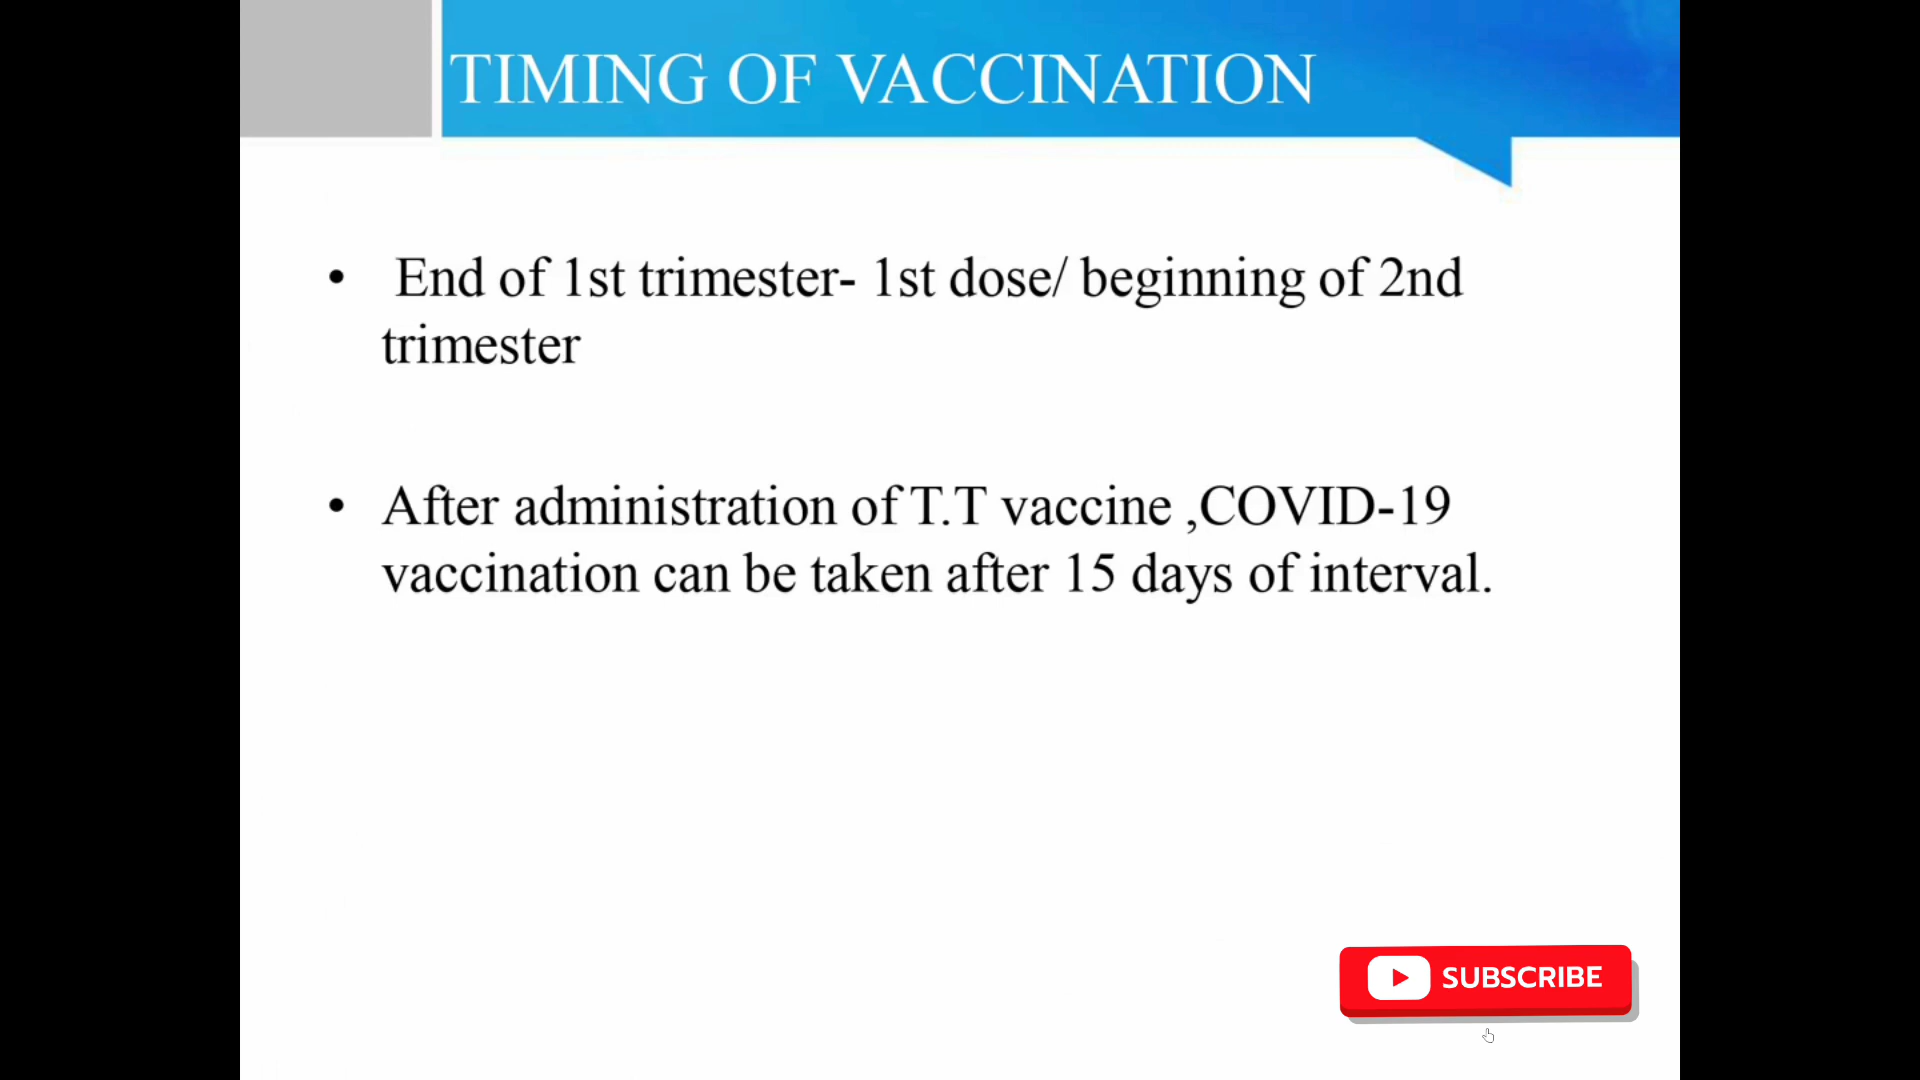 TIMING OF VACCINATION
• End of 1st trimester- 1st dose/ beginning of 2nd
trimester
• After administration of T.T vaccine ,COVID-19
vaccination can be taken after 15 days of interval.
SUBSCRIBE